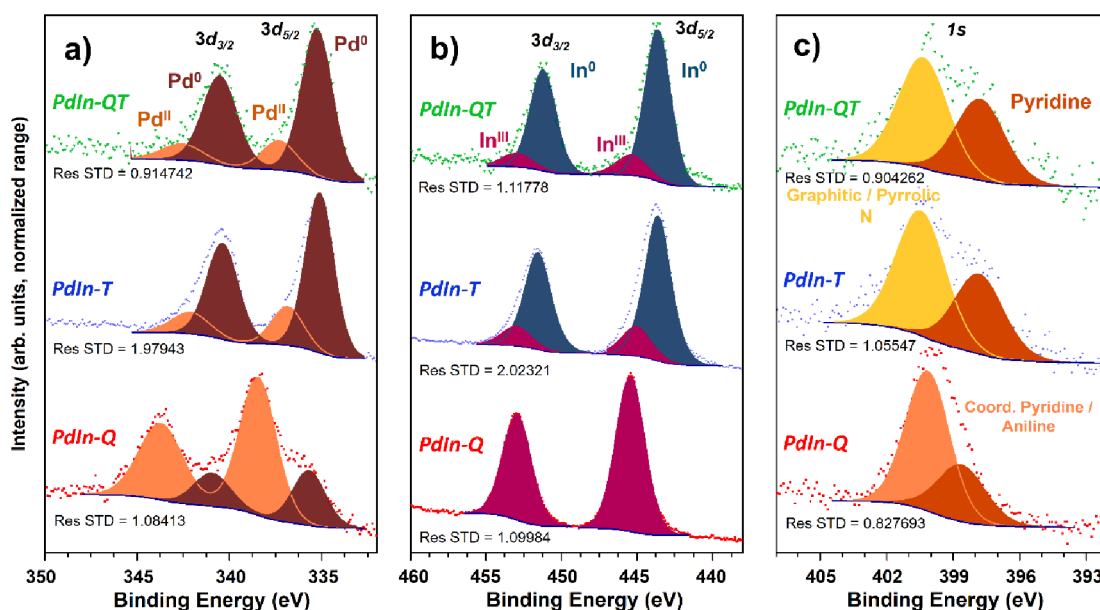 Intensity (arb. units, normalized range)
a)
3d3/2
3d5/2
Pd⁰
Pd⁰
PdIn-QT
Pdᴵᴵ
Pdᴵᴵ
Res STD = 0.914742
PdIn-T
Res STD = 1.97943
PdIn-Q
Res STD = 1.08413
350
345
340
335
Binding Energy (eV)
b)
3d3/2
3d5/2
In⁰
In⁰
PdIn-QT
Inᴵᴵᴵ
Inᴵᴵᴵ
Res STD = 1.11778
PdIn-T
Res STD = 2.02321
PdIn-Q
Res STD = 1.09984
460
455
450
445
440
Binding Energy (eV)
c)
1s
PdIn-QT
Pyridine
Res STD = 0.904262
Graphitic / Pyrrolic
N
PdIn-T
Res STD = 1.05547
Coord. Pyridine /
Aniline
PdIn-Q
Res STD = 0.827693
405
402
399
396
393
Binding Energy (eV)